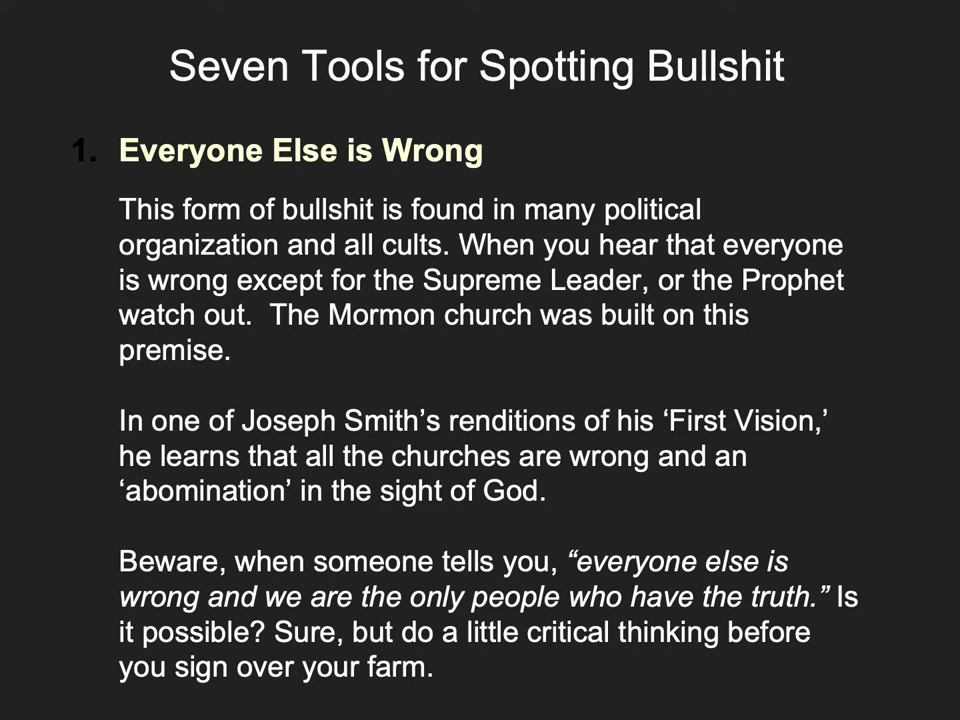 Seven Tools for Spotting Bullshit
1. Everyone Else is Wrong
This form of bullshit is found in many political
organization and all cults. When you hear that everyone
is wrong except for the Supreme Leader, or the Prophet
watch out.  The Mormon church was built on this
premise.
In one of Joseph Smith’s renditions of his ‘First Vision,’
he learns that all the churches are wrong and an
‘abomination’ in the sight of God.
Beware, when someone tells you, “everyone else is
wrong and we are the only people who have the truth.” Is
it possible? Sure, but do a little critical thinking before
you sign over your farm.